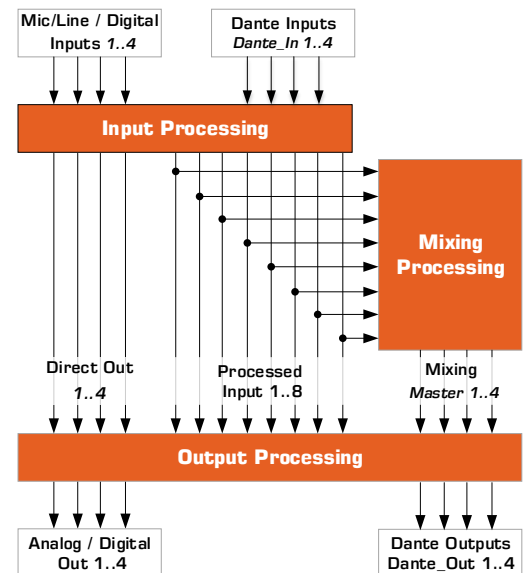 Mic/Line / Digital
Inputs 1..4
Dante Inputs
Dante_In 1..4
Input Processing
Mixing
Processing
Direct Out
1..4
Processed
Input 1..8
Mixing
Master 1..4
Output Processing
Analog / Digital
Out 1..4
Dante Outputs
Dante_Out 1..4